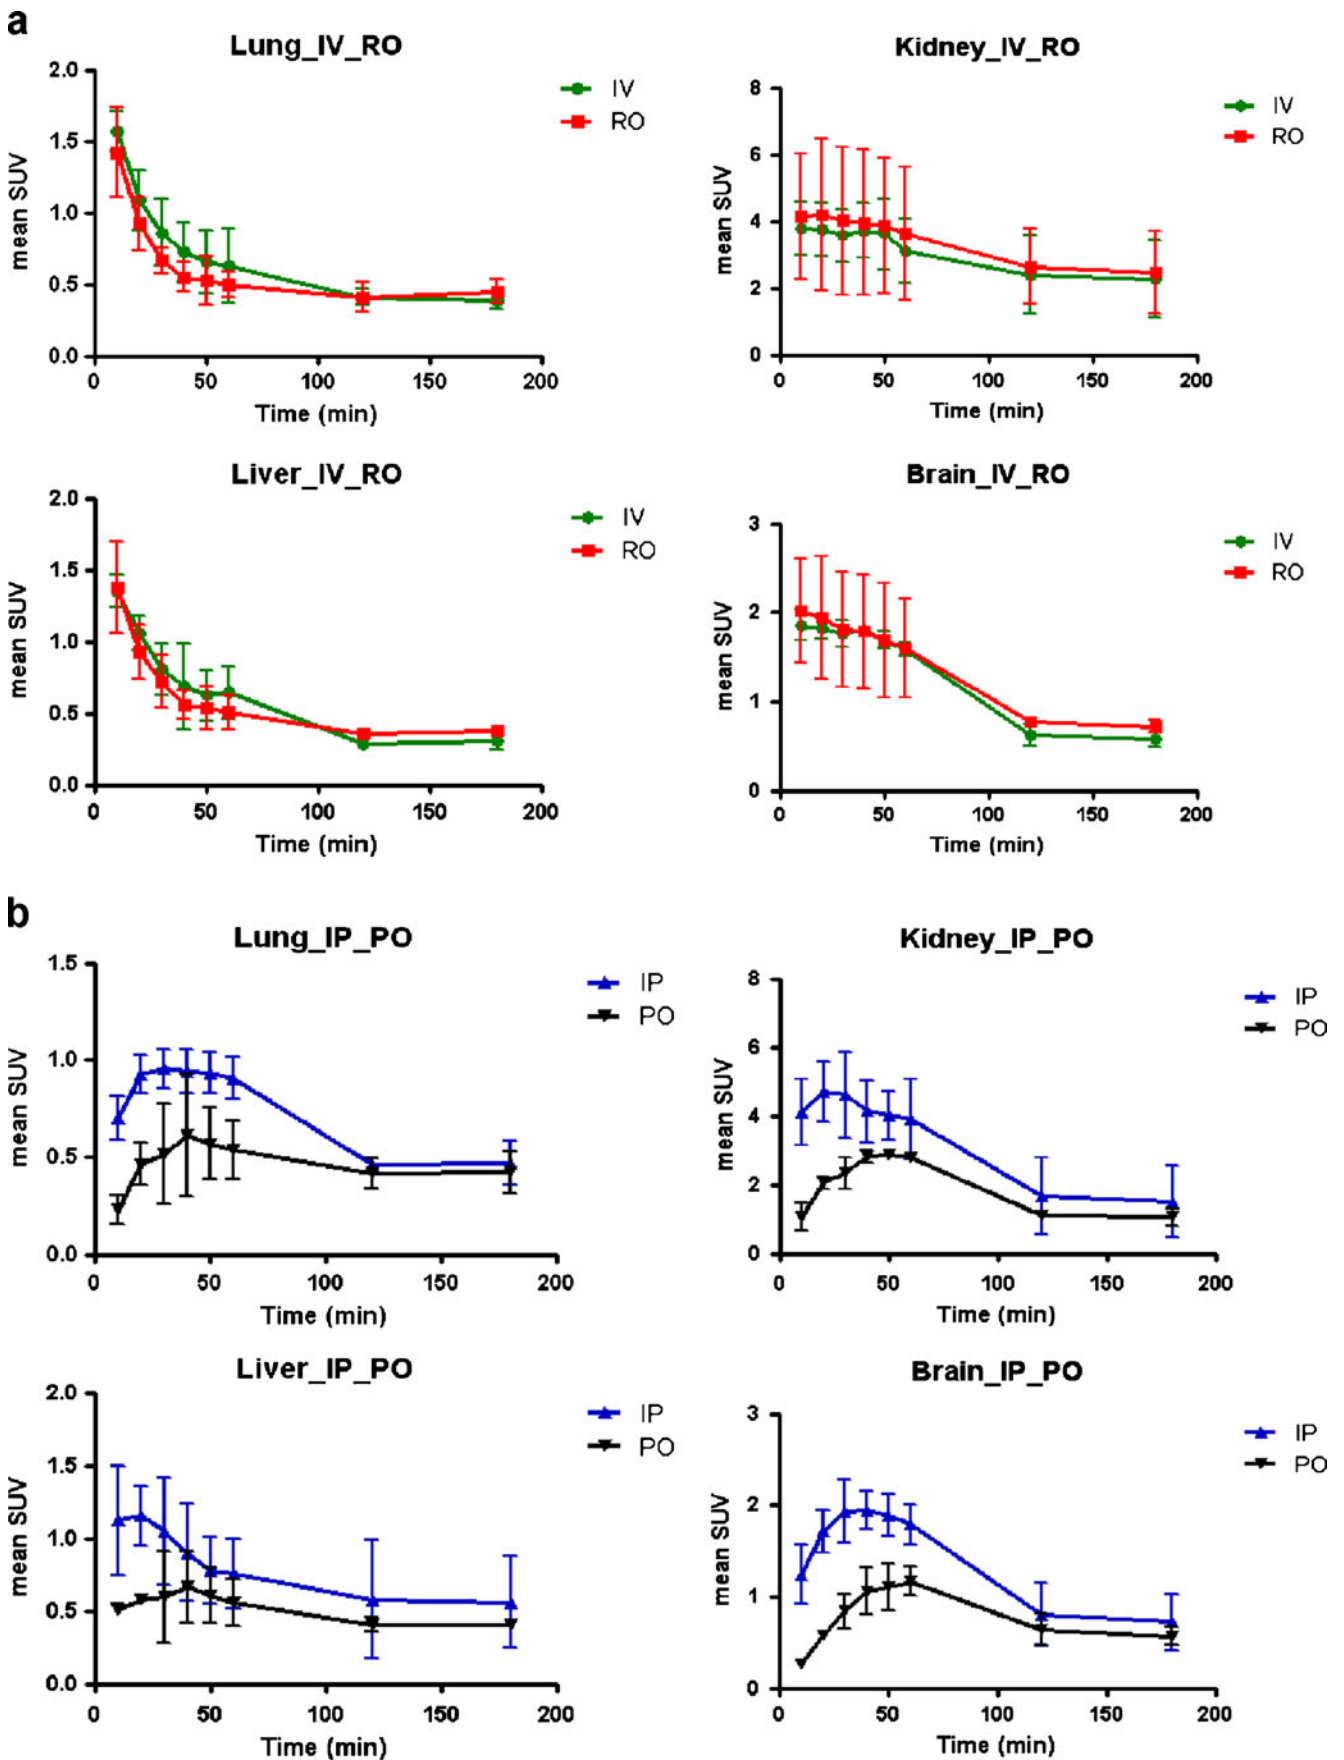 a
Lung_IV_RO
2.0
1.5
1.0
0.5
0.0
mean SUV
0 50 100 150 200
Time (min)
IV
RO
Kidney_IV_RO
8
6
4
2
0
mean SUV
0 50 100 150 200
Time (min)
IV
RO
Liver_IV_RO
2.0
1.5
1.0
0.5
0.0
mean SUV
0 50 100 150 200
Time (min)
IV
RO
Brain_IV_RO
3
2
1
0
mean SUV
0 50 100 150 200
Time (min)
IV
RO
b
Lung_IP_PO
1.5
1.0
0.5
0.0
mean SUV
0 50 100 150 200
Time (min)
IP
PO
Kidney_IP_PO
8
6
4
2
0
mean SUV
0 50 100 150 200
Time (min)
IP
PO
Liver_IP_PO
2.0
1.5
1.0
0.5
0.0
mean SUV
0 50 100 150 200
Time (min)
IP
PO
Brain_IP_PO
3
2
1
0
mean SUV
0 50 100 150 200
Time (min)
IP
PO